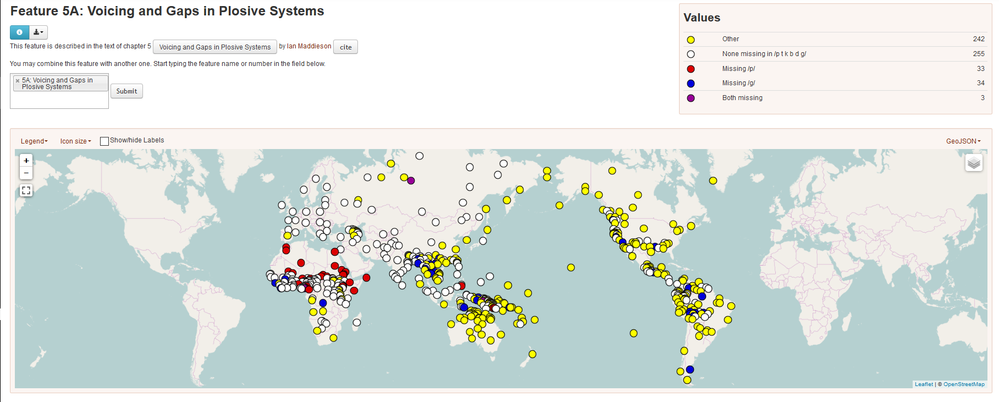 Feature 5A: Voicing and Gaps in Plosive Systems
This feature is described in the text of chapter 5 Voicing and Gaps in Plosive Systems by Ian Maddieson cite
You may combine this feature with another one. Start typing the feature name or number in the field below.
× 5A: Voicing and Gaps in
Plosive Systems
Submit
Values
Other 242
None missing in /p t k b d g/ 255
Missing /p/ 33
Missing /g/ 34
Both missing 3
Legend Icon size Show/hide Labels GeoJSON
+
−
Leaflet | © OpenStreetMap